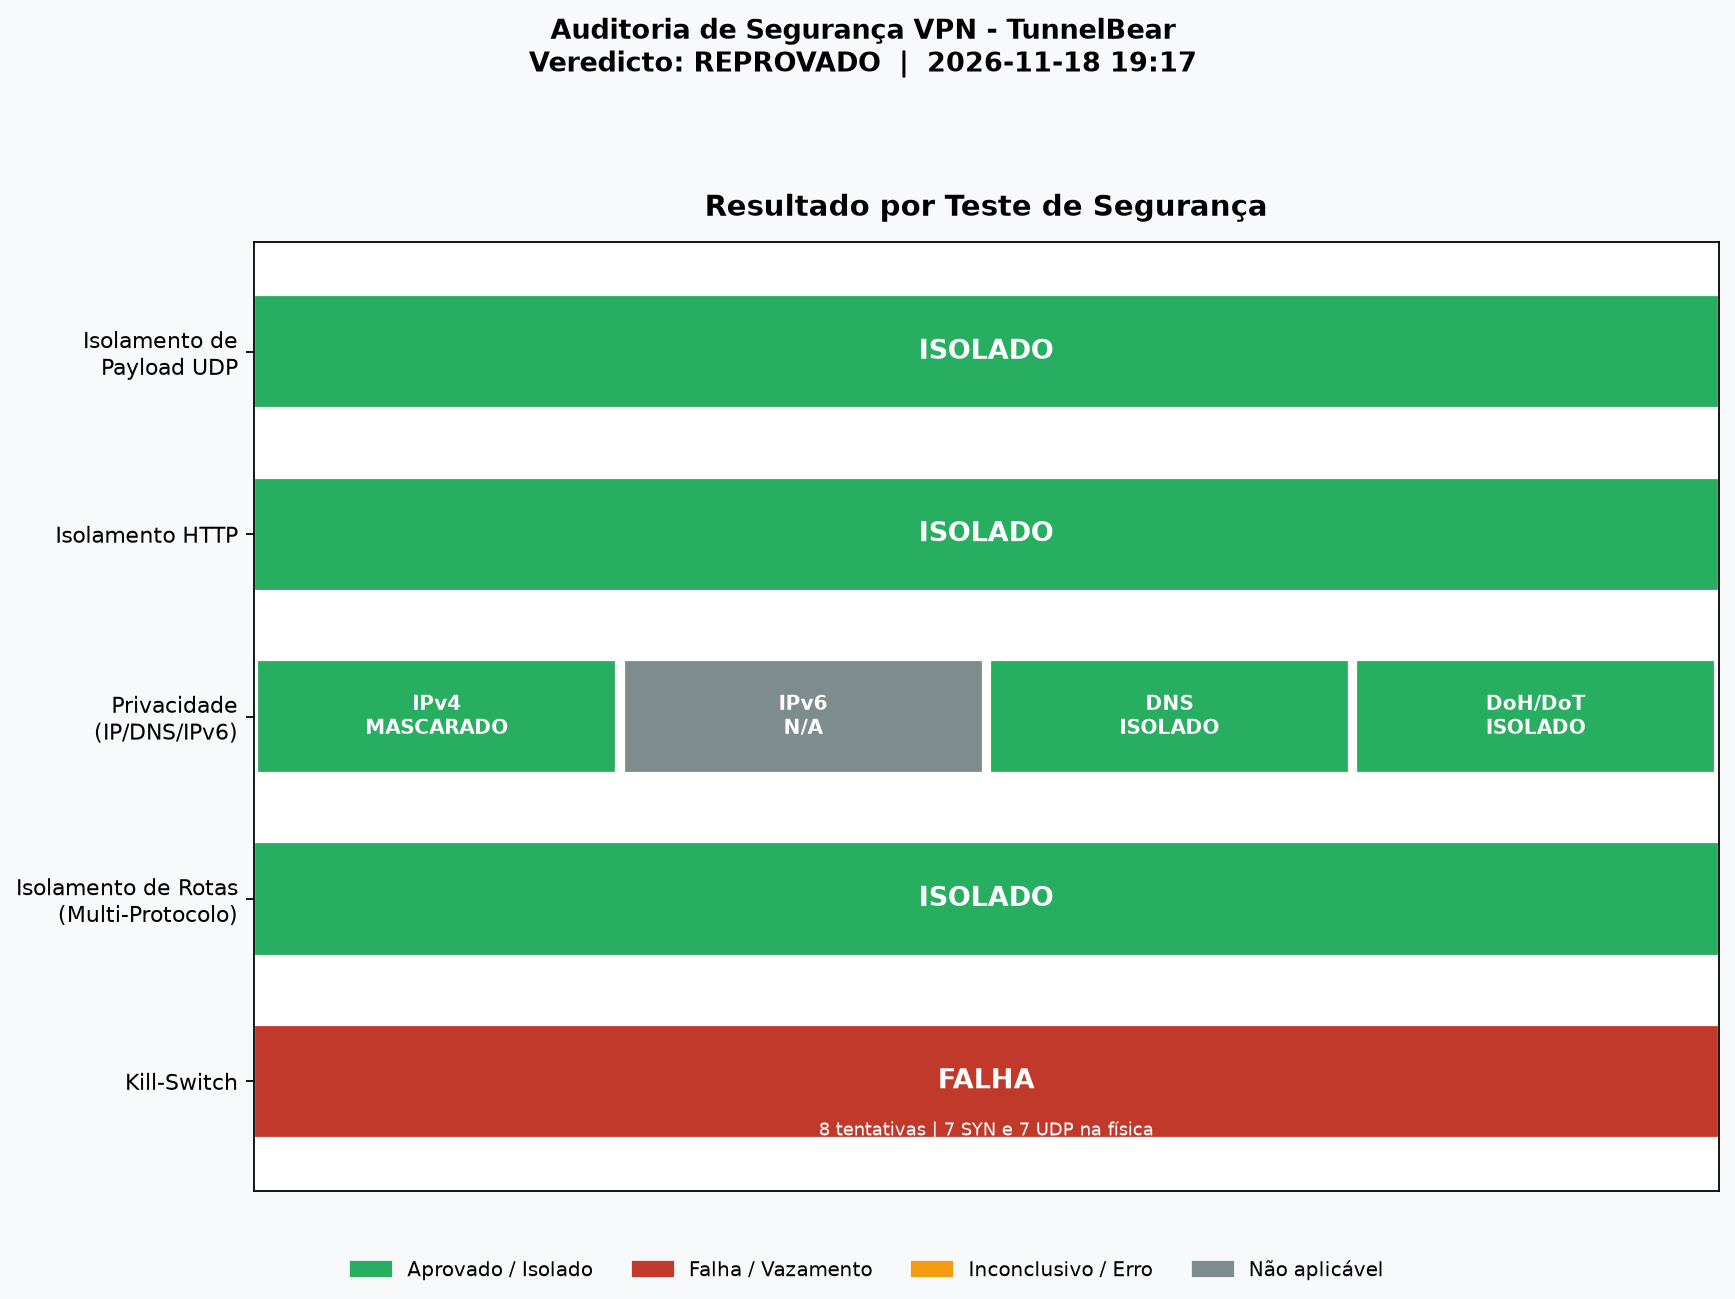 Auditoria de Segurança VPN - TunnelBear
Veredicto: REPROVADO | 2026-11-18 19:17
Resultado por Teste de Segurança
Isolamento de
Payload UDP
ISOLADO
Isolamento HTTP
ISOLADO
Privacidade
(IP/DNS/IPv6)
IPv4
MASCARADO
IPv6
N/A
DNS
ISOLADO
DoH/DoT
ISOLADO
Isolamento de Rotas
(Multi-Protocolo)
ISOLADO
Kill-Switch
FALHA
8 tentativas | 7 SYN e 7 UDP na física
Aprovado / Isolado
Falha / Vazamento
Inconclusivo / Erro
Não aplicável